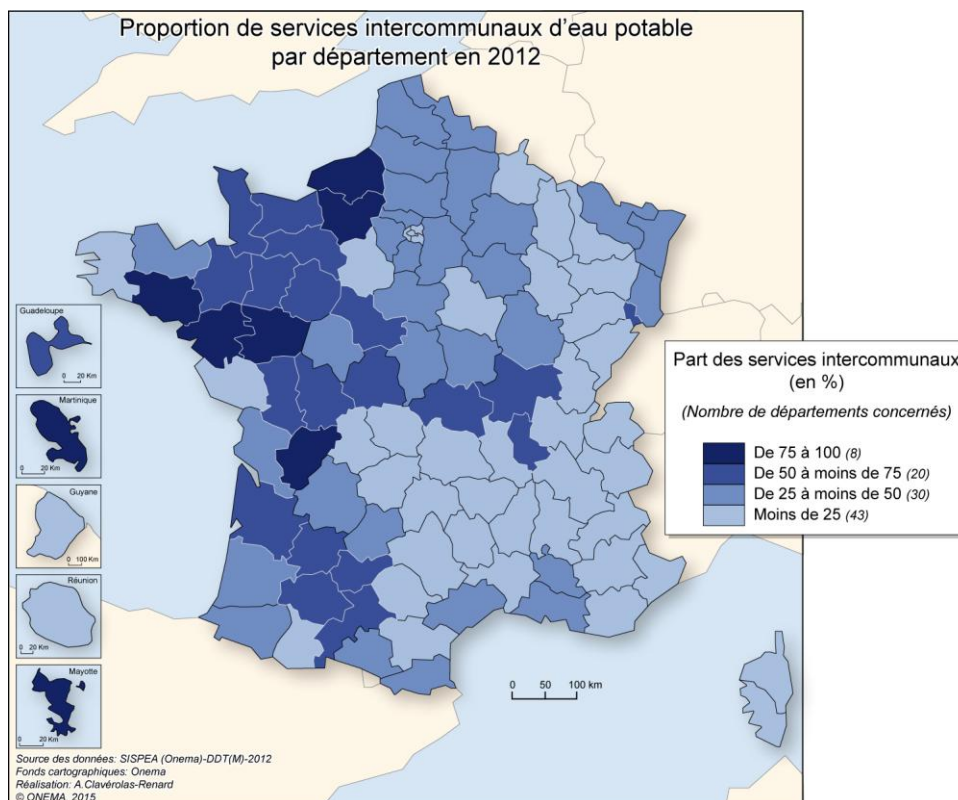 Proportion de services intercommunaux d’eau potable
par département en 2012
Guadeloupe
0 20 Km
Martinique
0 20 Km
Guyane
0 100 Km
Réunion
0 20 Km
Mayotte
0 20 Km
Part des services intercommunaux
(en %)
(Nombre de départements concernés)
De 75 à 100 (8)
De 50 à moins de 75 (20)
De 25 à moins de 50 (30)
Moins de 25 (43)
0 50 100 km
Source des données: SISPEA (Onema)-DDT(M)-2012
Fonds cartographiques: Onema
Réalisation: A.Clavérolas-Renard
© ONEMA, 2015